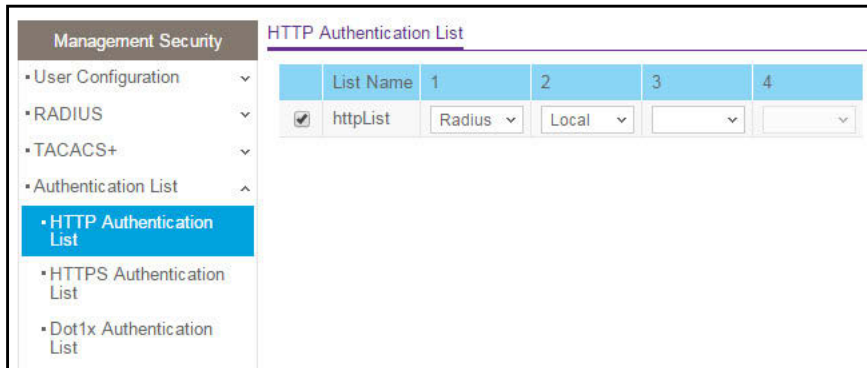 Management Security
• User Configuration
• RADIUS
• TACACS+
• Authentication List
• HTTP Authentication
List
• HTTPS Authentication
List
• Dot1x Authentication
List
HTTP Authentication List
List Name 1 2 3 4
httpList Radius Local